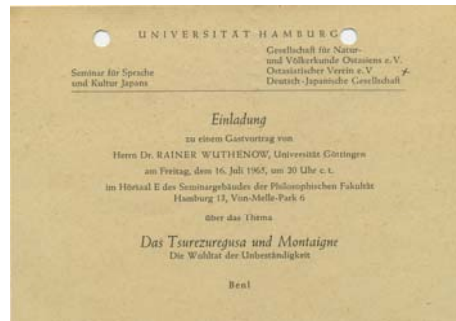 UNIVERSITÄT HAMBURG
Seminar für Sprache
und Kultur Japans
Gesellschaft für Natur-
und Völkerkunde Ostasiens e.V.
Ostasiatischer Verein e.V
Deutsch-Japanische Gesellschaft
Einladung
zu einem Gastvortrag von
Herrn Dr. RAINER WUTHENOW, Universität Göttingen
am Freitag, dem 16. Juli 1965, um 20 Uhr c. t.
im Hörsaal E des Seminargebäudes der Philosophischen Fakultät
Hamburg 13, Von-Melle-Park 6
über das Thema
Das Tsurezuregusa und Montaigne
Die Wohltat der Unbeständigkeit
Benl